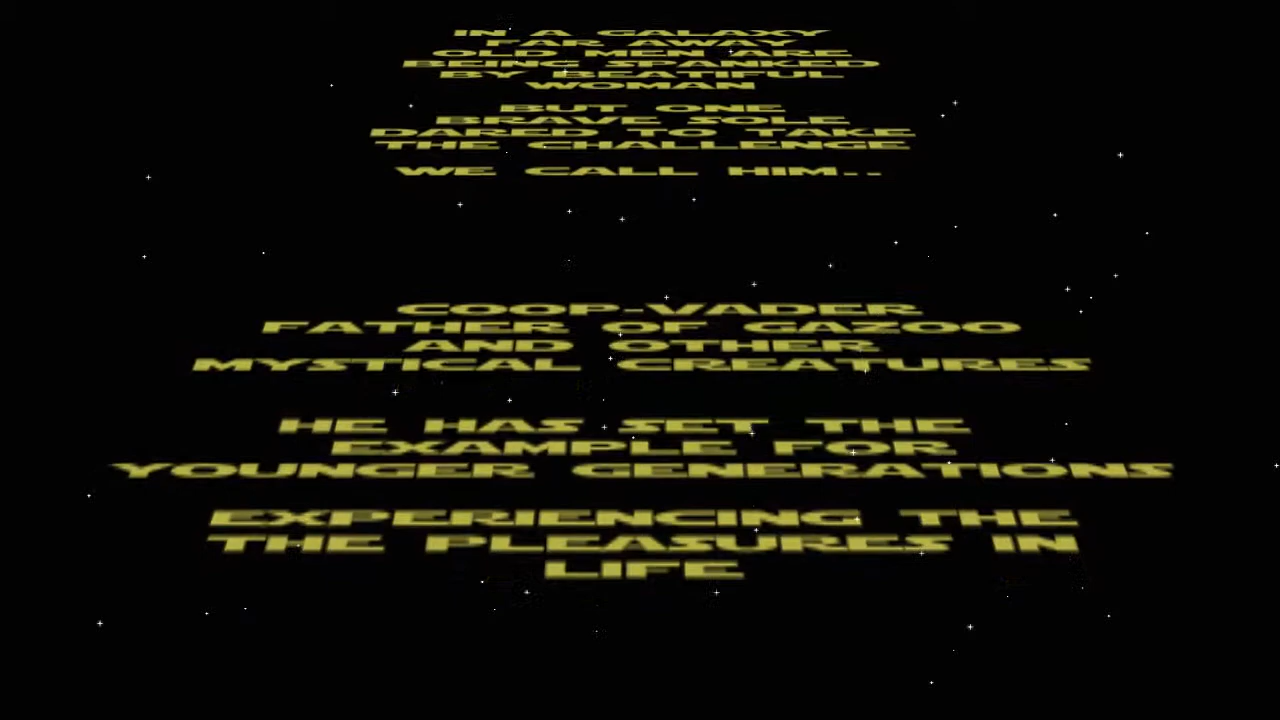 IN A GALAXY
FAR AWAY
OLD MEN ARE
BEING SPANKED
BY BEATIFUL
WOMAN
BUT ONE
BRAVE SOLE
DARED TO TAKE
THE CHALLENGE
WE CALL HIM..
COOP-VADER
FATHER OF GAZOO
AND OTHER
MYSTICAL CREATURES
HE HAS SET THE
EXAMPLE FOR
YOUNGER GENERATIONS
EXPERIENCING THE
THE PLEASURES IN
LIFE